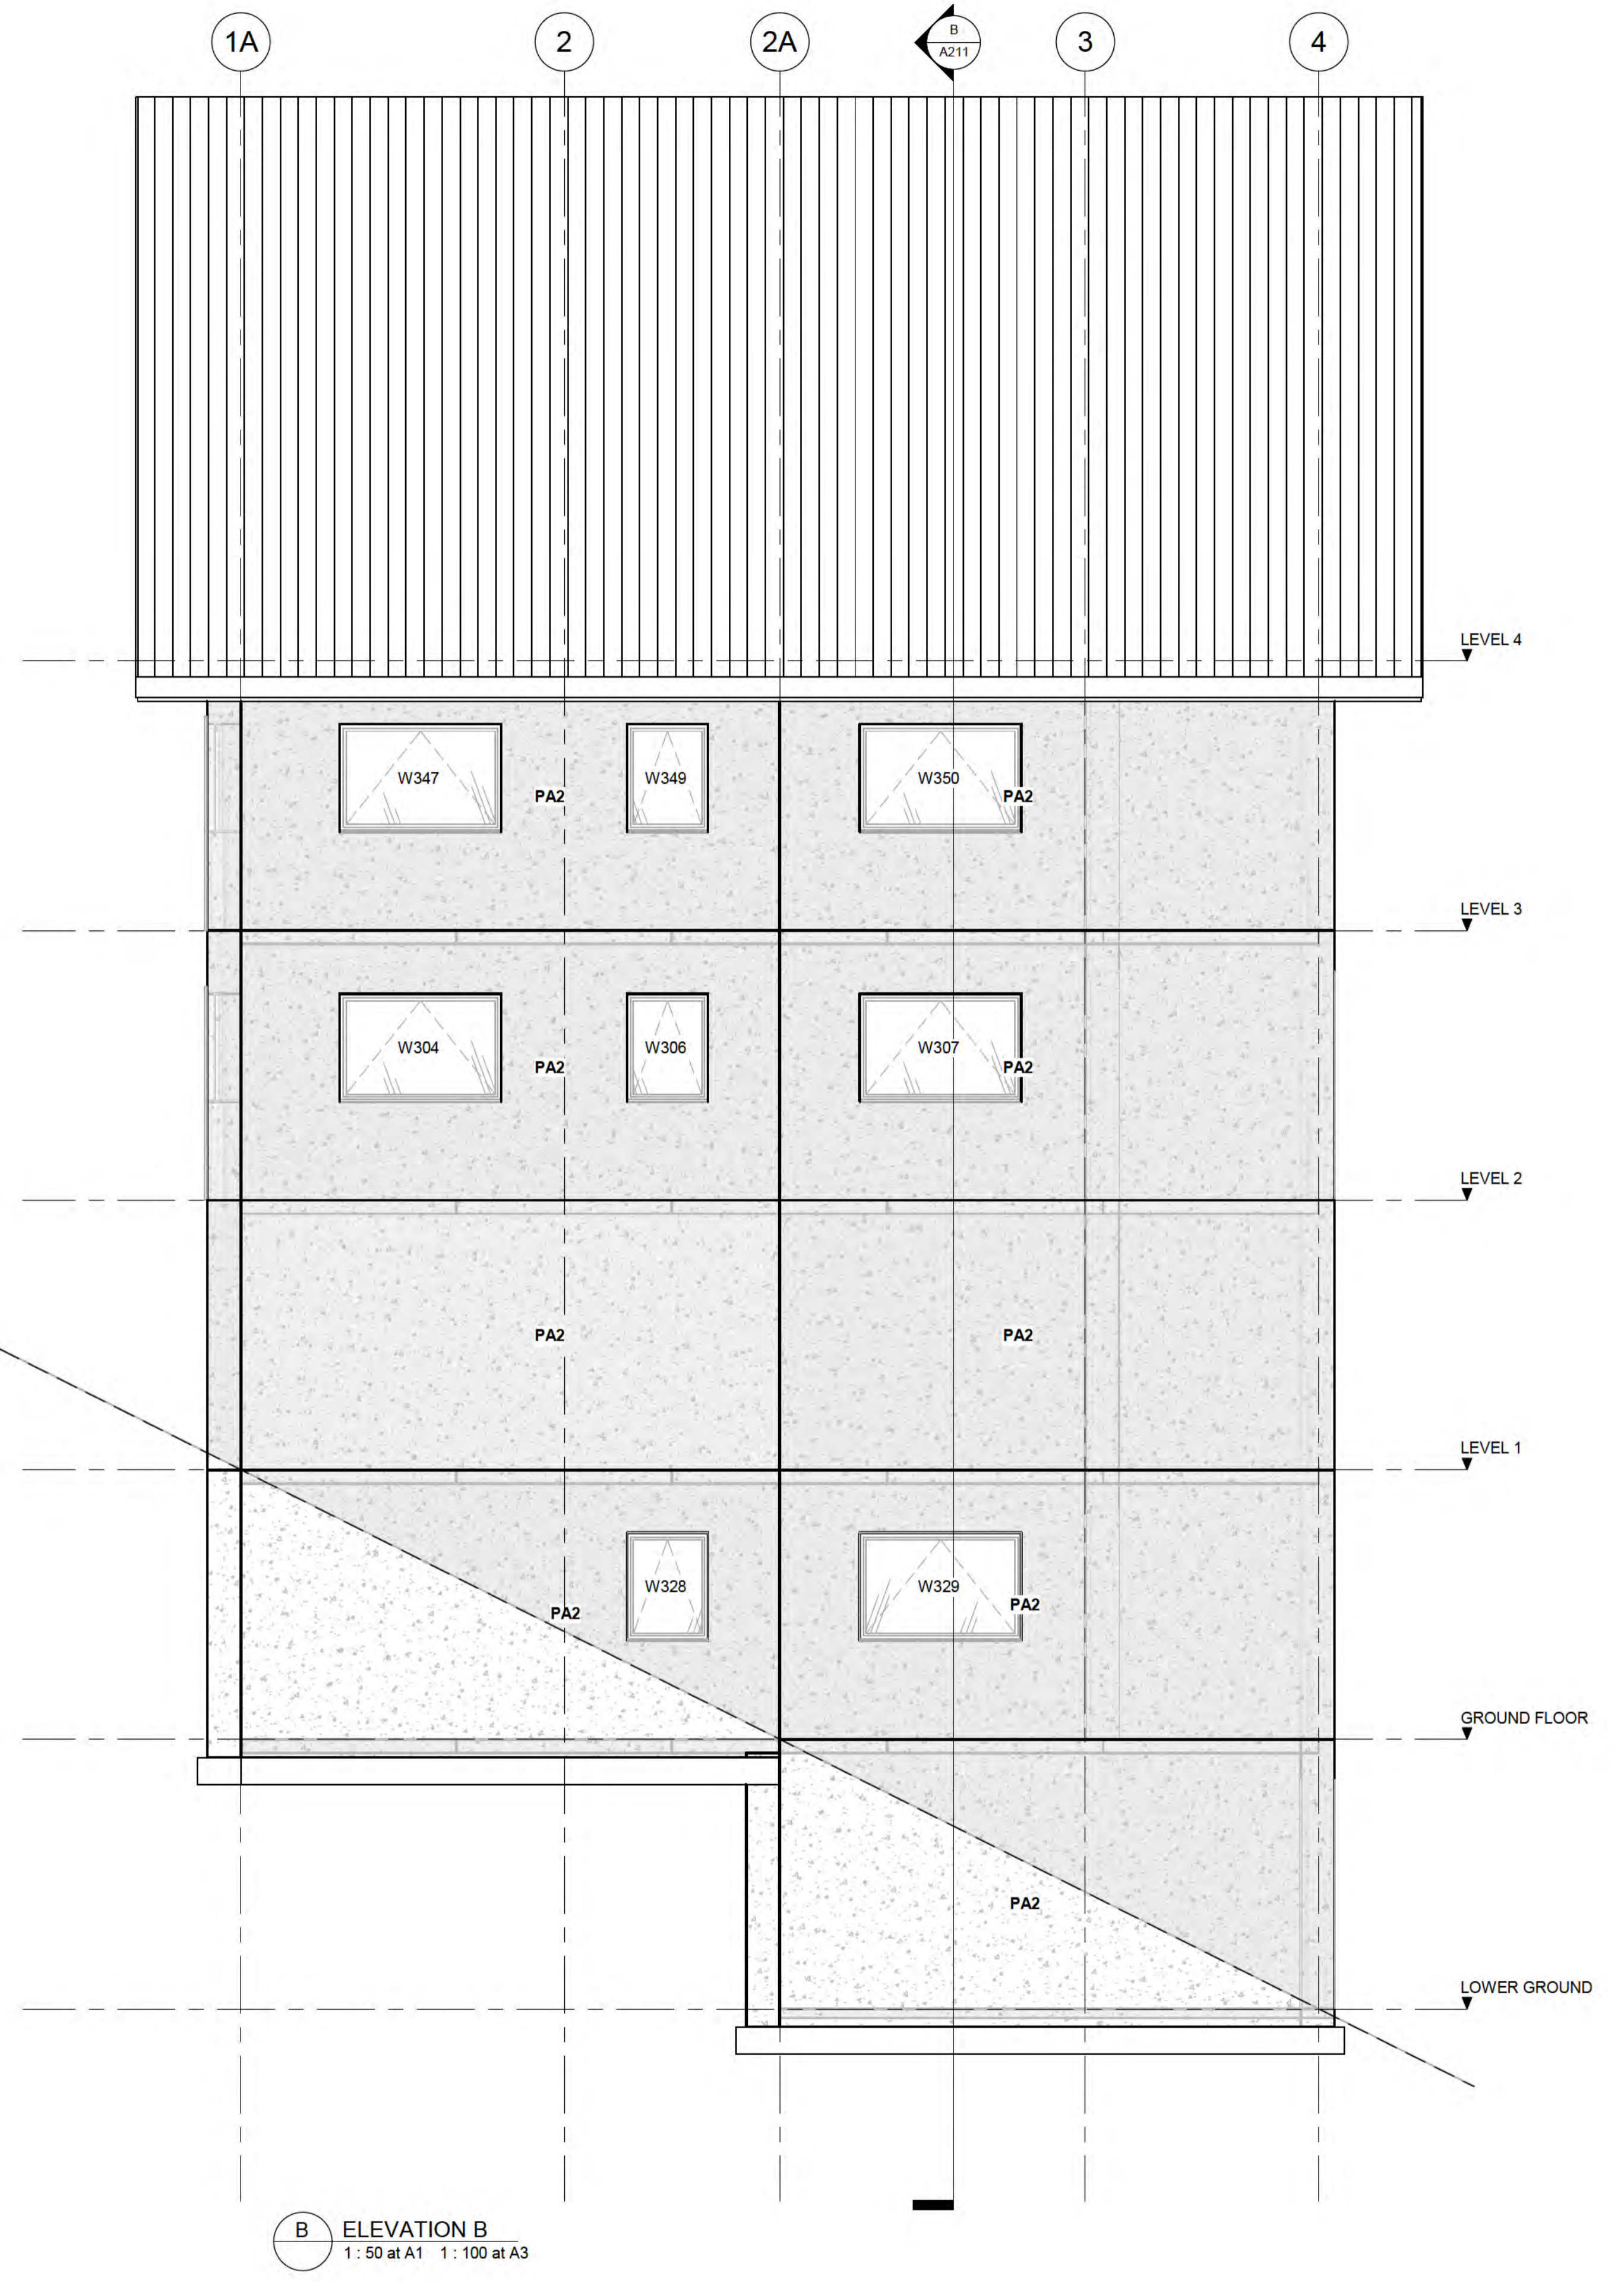 1A
2
2A
B
A211
3
4
LEVEL 4
W347
W349
W350
PA2
PA2
LEVEL 3
W304
W306
W307
PA2
PA2
LEVEL 2
PA2
PA2
LEVEL 1
W328
W329
PA2
PA2
GROUND FLOOR
PA2
LOWER GROUND
B
ELEVATION B
1 : 50 at A1 1 : 100 at A3